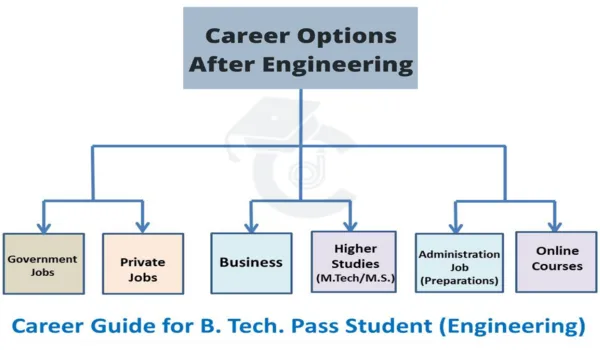 Career Options
After Engineering
Government
Jobs
Private
Jobs
Business
Higher
Studies
(M.Tech/M.S.)
Administration
Job
(Preparations)
Online
Courses
Career Guide for B. Tech. Pass Student (Engineering)